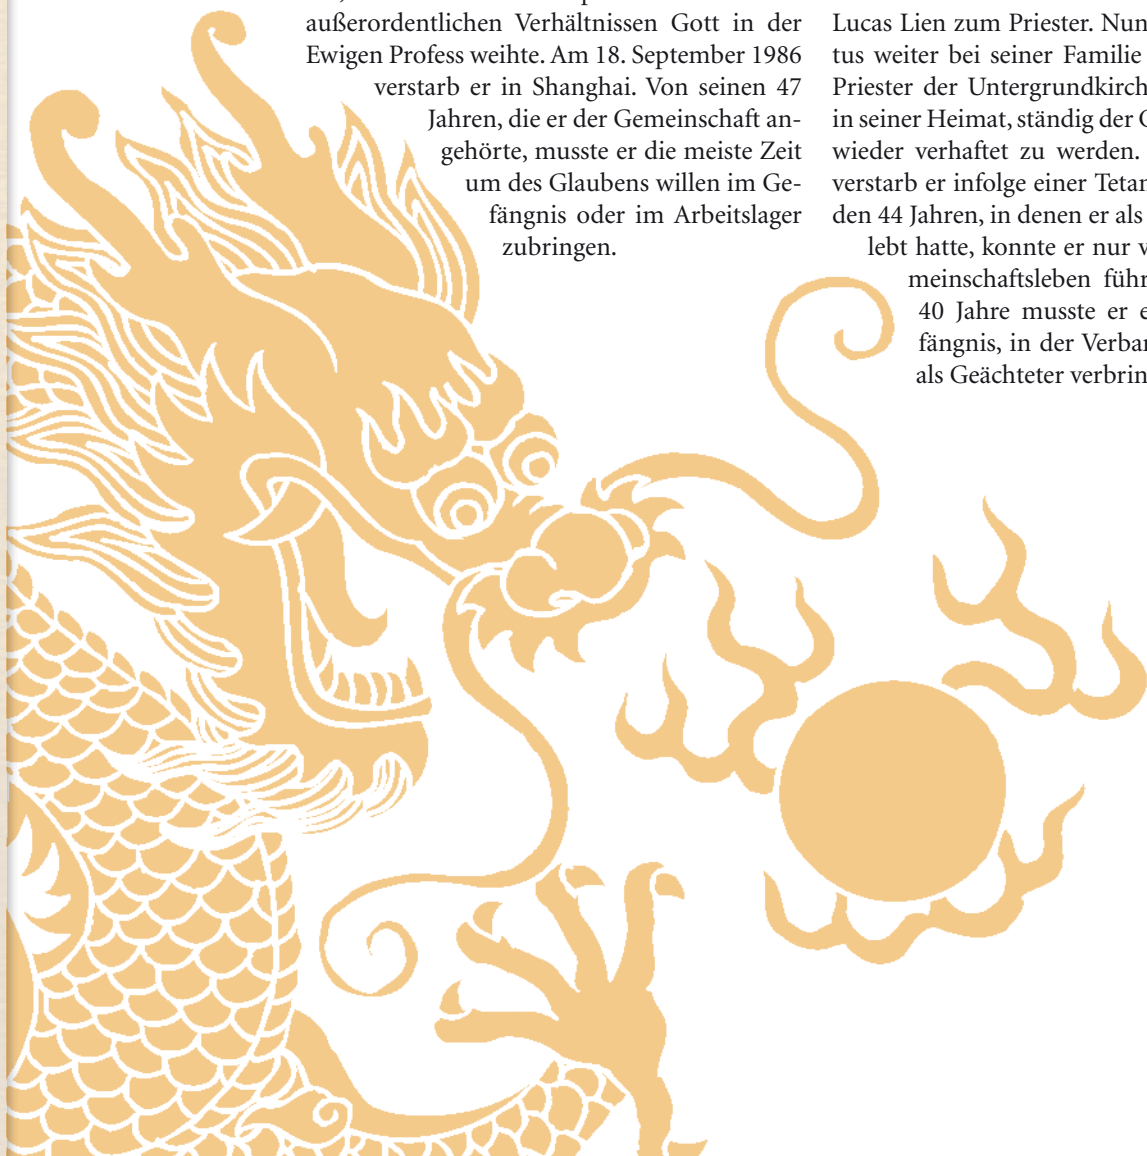 außerordentlichen Verhältnissen Gott in der
Ewigen Profess weihte. Am 18. September 1986
verstarb er in Shanghai. Von seinen 47
Jahren, die er der Gemeinschaft an-
gehörte, musste er die meiste Zeit
um des Glaubens willen im Ge-
fängnis oder im Arbeitslager
zubringen.
Lucas Lien zum Priester. Nun
tus weiter bei seiner Familie
Priester der Untergrundkirch
in seiner Heimat, ständig der
wieder verhaftet zu werden.
verstarb er infolge einer Tetan
den 44 Jahren, in denen er als
lebt hatte, konnte er nur v
meinschaftsleben führ
40 Jahre musste er e
fängnis, in der Verban
als Geächteter verbrin